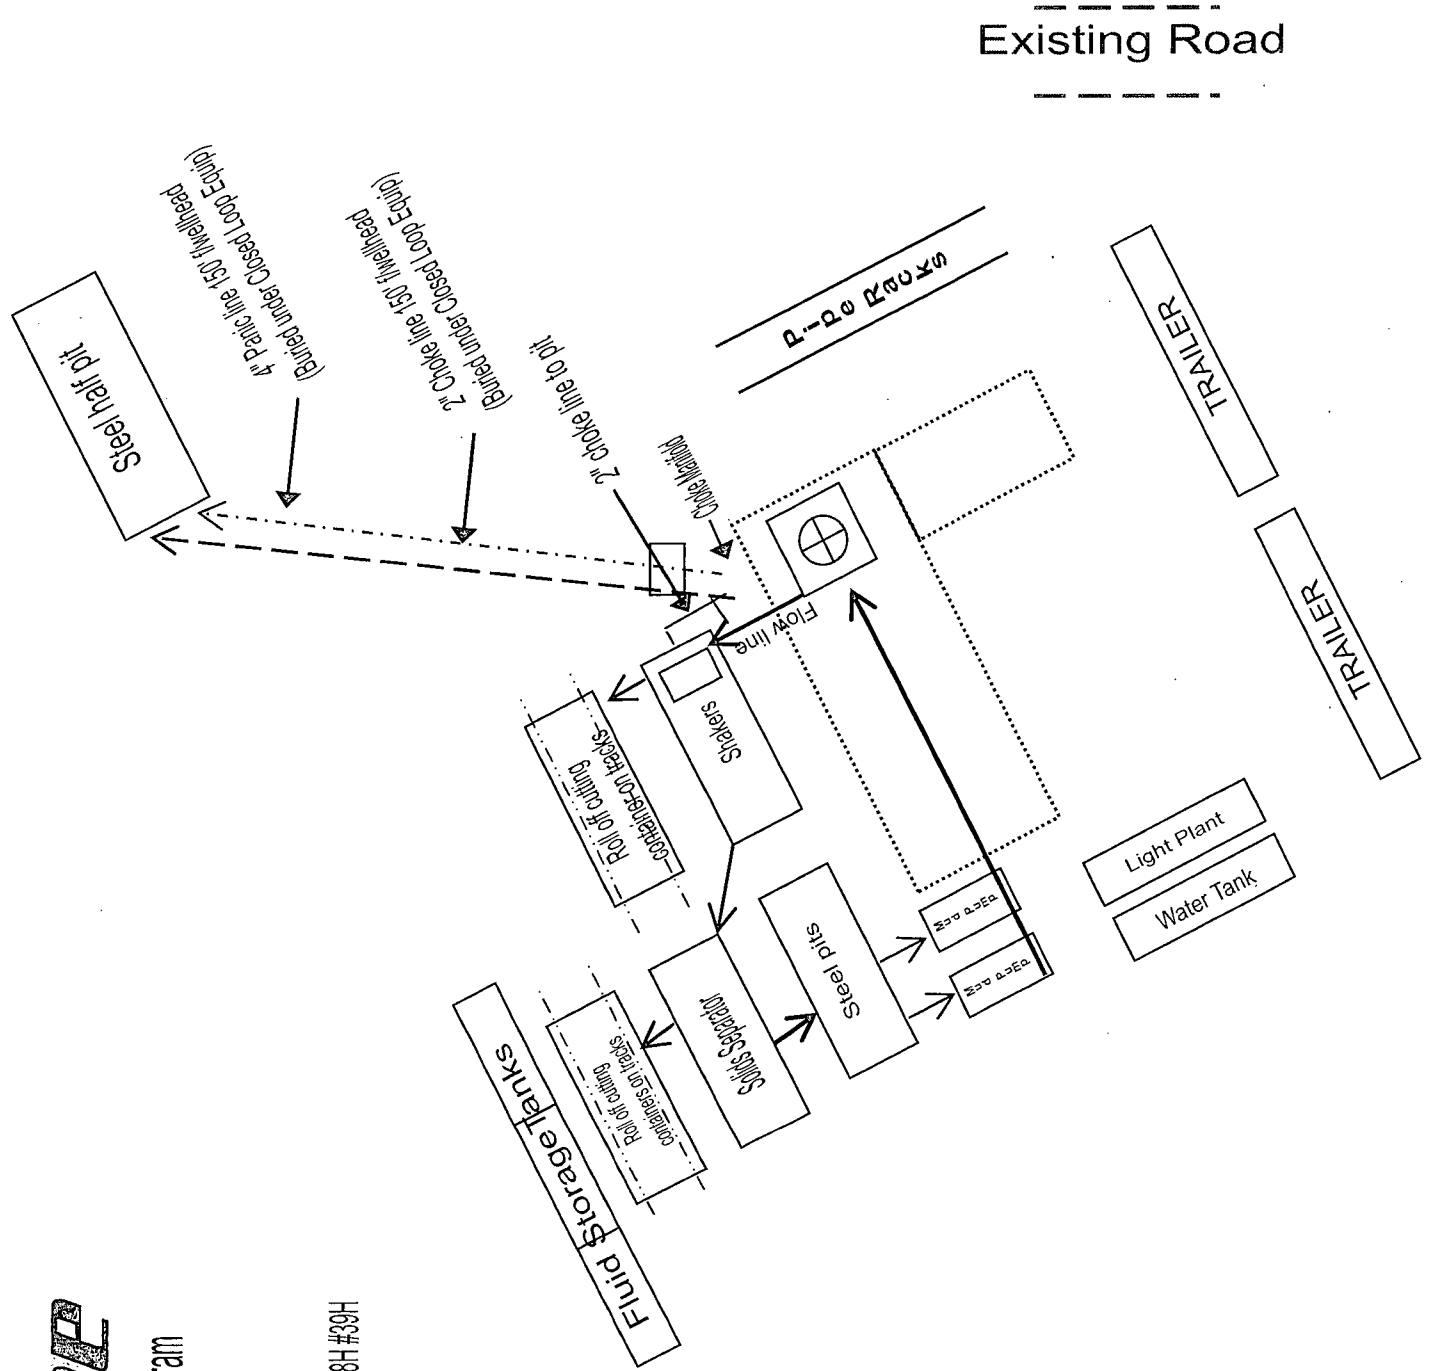 Existing Road
Steel half pit
4" Panic line 150' f/wellhead
(Buried under Closed Loop Equip)
2" Choke line 150' f/wellhead
(Buried under Closed Loop Equip)
2" choke line to pit
Choke Manifold
Pipe Racks
TRAILER
TRAILER
Flow line
Shakers
Roll off cutting
container on tracks
Light Plant
Water Tank
Mud Pump
Mud Pump
Steel pits
Solids Separator
Roll off cutting
containers on tracks
Fluid Storage Tanks
8H #39H